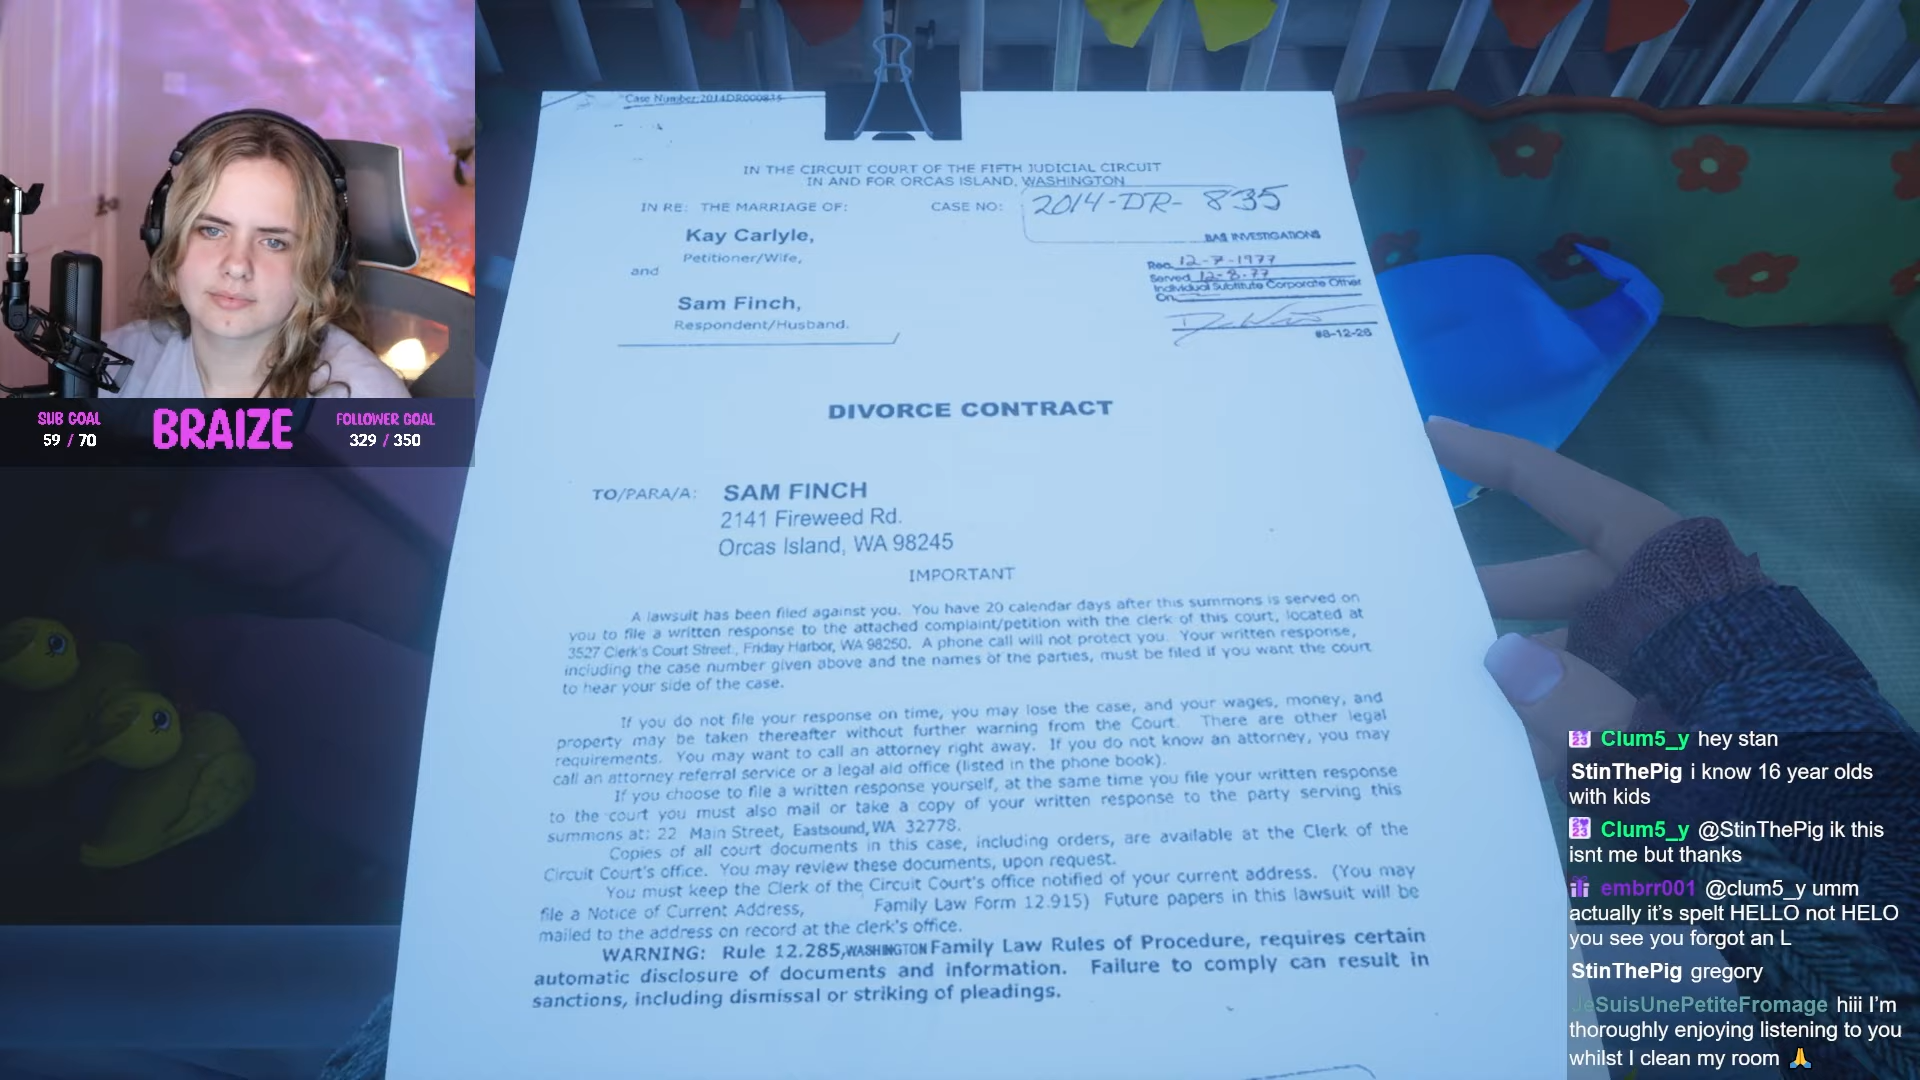 Case Number:2014DR000835
IN THE CIRCUIT COURT OF THE FIFTH JUDICIAL CIRCUIT
IN AND FOR ORCAS ISLAND, WASHINGTON
IN RE: THE MARRIAGE OF:
CASE NO:
2014-DR- 835
Kay Carlyle,
Petitioner/Wife,
and
Sam Finch,
Respondent/Husband.
BAS INVESTIGATIONS
Rec. 12-7-1977
Served 12-8-77
Individual Substitute Corporate Other
On
#8-12-26
DIVORCE CONTRACT
TO/PARA/A:
SAM FINCH
2141 Fireweed Rd.
Orcas Island, WA 98245
IMPORTANT
A lawsuit has been filed against you. You have 20 calendar days after this summons is served on
you to file a written response to the attached complaint/petition with the clerk of this court, located at
3527 Clerk's Court Street., Friday Harbor, WA 98250. A phone call will not protect you. Your written response,
including the case number given above and the names of the parties, must be filed if you want the court
to hear your side of the case.
If you do not file your response on time, you may lose the case, and your wages, money, and
property may be taken thereafter without further warning from the Court. There are other legal
requirements. You may want to call an attorney right away. If you do not know an attorney, you may
call an attorney referral service or a legal aid office (listed in the phone book).
If you choose to file a written response yourself, at the same time you file your written response
to the court you must also mail or take a copy of your written response to the party serving this
summons at: 22 Main Street, Eastsound, WA 32778.
Copies of all court documents in this case, including orders, are available at the Clerk of the
Circuit Court's office. You may review these documents, upon request.
You must keep the Clerk of the Circuit Court's office notified of your current address. (You may
file a Notice of Current Address, Family Law Form 12.915) Future papers in this lawsuit will be
mailed to the address on record at the clerk's office.
WARNING: Rule 12.285, WASHINGTON Family Law Rules of Procedure, requires certain
automatic disclosure of documents and information. Failure to comply can result in
sanctions, including dismissal or striking of pleadings.
SUB GOAL
59 / 70
BRAIZE
FOLLOWER GOAL
329 / 350
Clum5_y hey stan
StinThePig i know 16 year olds
with kids
Clum5_y @StinThePig ik this
isnt me but thanks
embrr001 @clum5_y umm
actually it's spelt HELLO not HELO
you see you forgot an L
StinThePig gregory
JeSuisUnePetiteFromage hiii I'm
thoroughly enjoying listening to you
whilst I clean my room 🙏